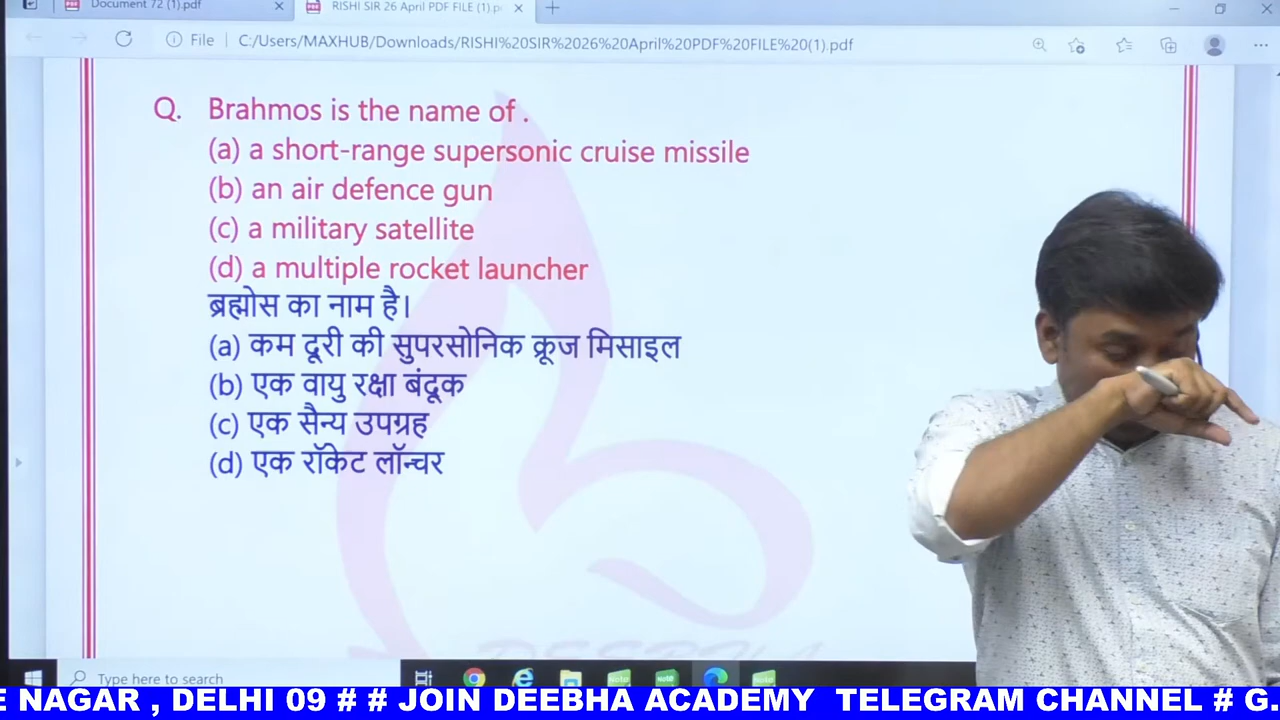 Document 72 (1).pdf
RISHI SIR 26 April PDF FILE (1).p
File
C:/Users/MAXHUB/Downloads/RISHI%20SIR%2026%20April%20PDF%20FILE%20(1).pdf
Q. Brahmos is the name of .
(a) a short-range supersonic cruise missile
(b) an air defence gun
(c) a military satellite
(d) a multiple rocket launcher
ब्रह्मोस का नाम है।
(a) कम दूरी की सुपरसोनिक क्रूज मिसाइल
(b) एक वायु रक्षा बंदूक
(c) एक सैन्य उपग्रह
(d) एक रॉकेट लॉन्चर
DEEBHA
Type here to search
E NAGAR , DELHI 09 # # JOIN DEEBHA ACADEMY TELEGRAM CHANNEL # G.